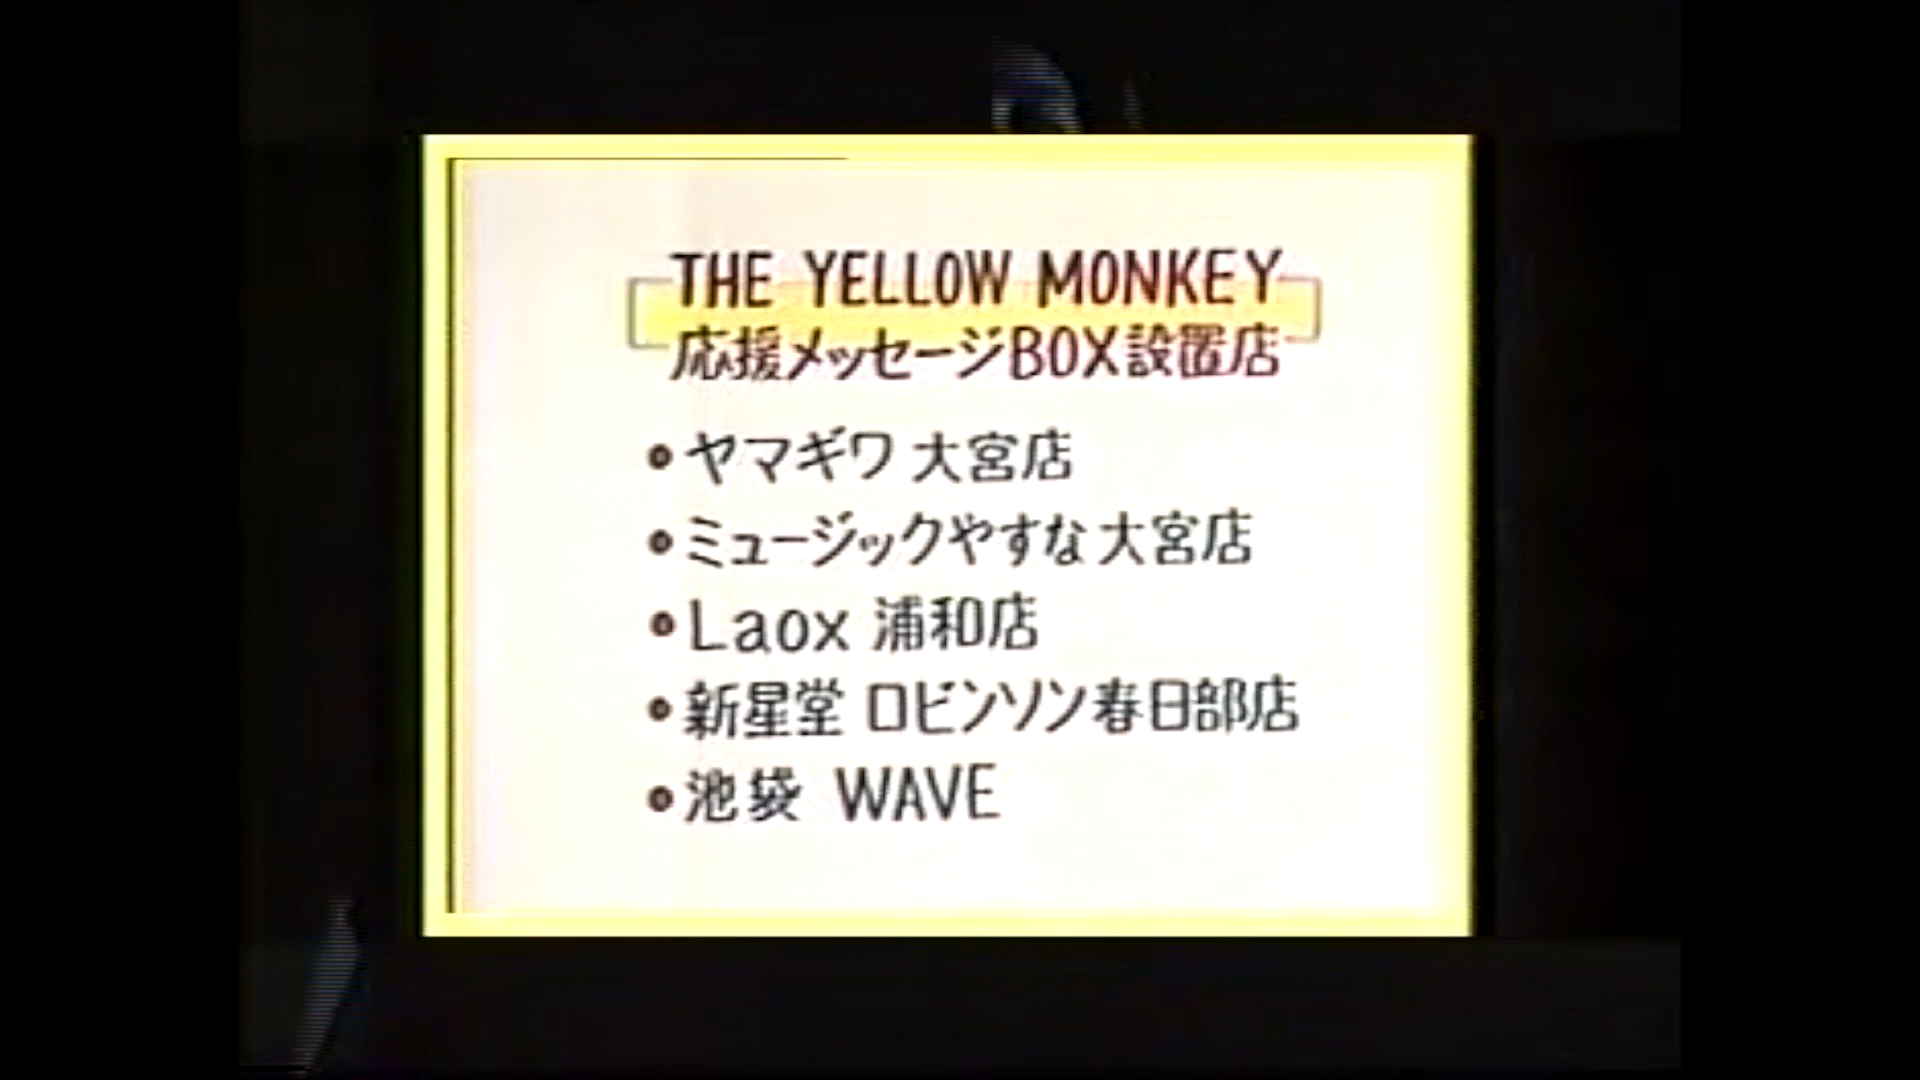 THE YELLOW MONKEY
応援メッセージBOX設置店
•ヤマギワ 大宮店
•ミュージックやすな大宮店
•Laox 浦和店
•新星堂 ロビンソン春日部店
•池袋 WAVE